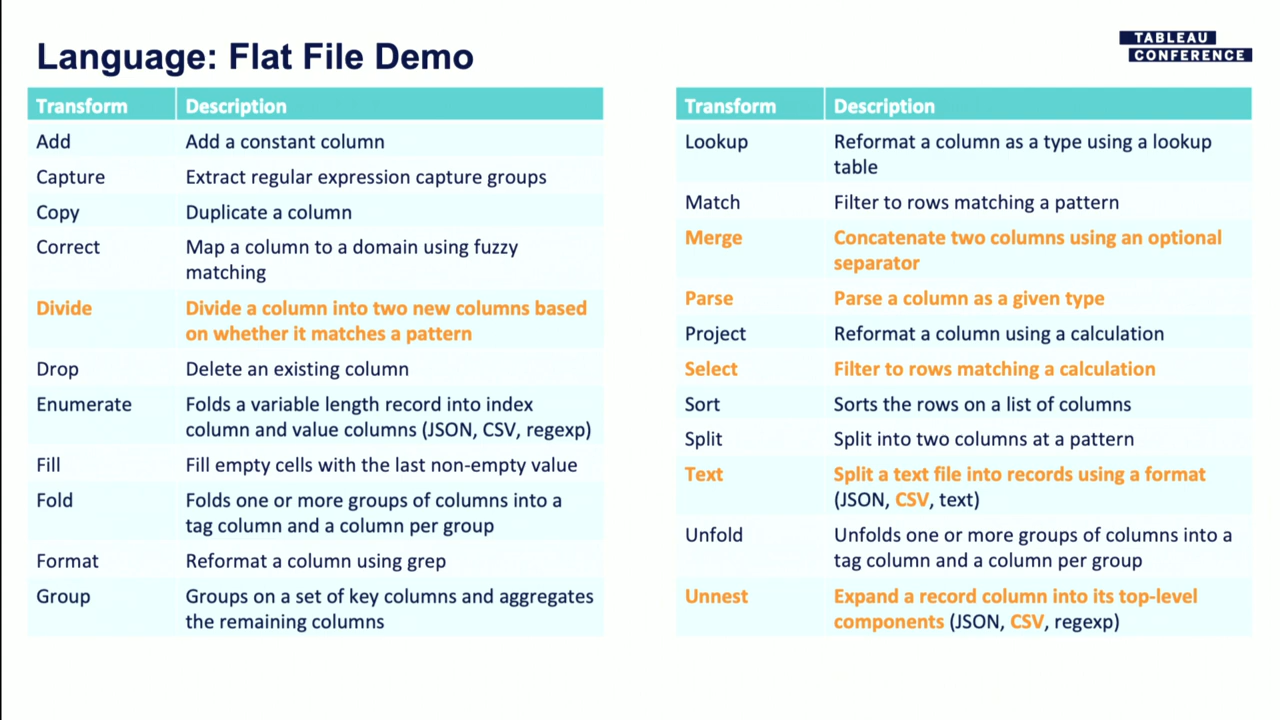 Language: Flat File Demo
TABLEAU
CONFERENCE
Transform Description
Add Add a constant column
Capture Extract regular expression capture groups
Copy Duplicate a column
Correct Map a column to a domain using fuzzy
matching
Divide Divide a column into two new columns based
on whether it matches a pattern
Drop Delete an existing column
Enumerate Folds a variable length record into index
column and value columns (JSON, CSV, regexp)
Fill Fill empty cells with the last non-empty value
Fold Folds one or more groups of columns into a
tag column and a column per group
Format Reformat a column using grep
Group Groups on a set of key columns and aggregates
the remaining columns
Transform Description
Lookup Reformat a column as a type using a lookup
table
Match Filter to rows matching a pattern
Merge Concatenate two columns using an optional
separator
Parse Parse a column as a given type
Project Reformat a column using a calculation
Select Filter to rows matching a calculation
Sort Sorts the rows on a list of columns
Split Split into two columns at a pattern
Text Split a text file into records using a format
(JSON, CSV, text)
Unfold Unfolds one or more groups of columns into a
tag column and a column per group
Unnest Expand a record column into its top-level
components (JSON, CSV, regexp)